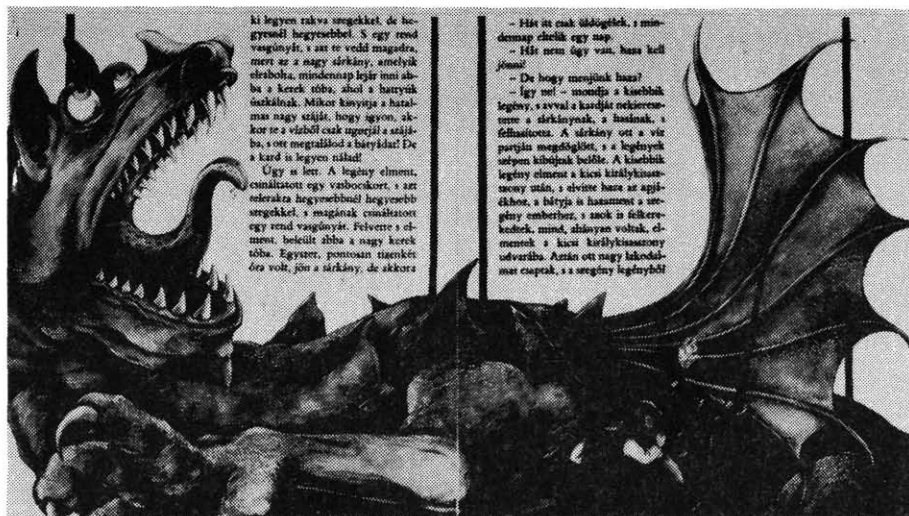 ki legyen rakva szegekkel, de he-
gyesnél hegyesebbel. S egy rend
vasgúnyát, s azt te vedd magadra,
mert az a nagy sárkány, amelyik
elrabolta, mindennap lejár inni ab-
ba a kerek tóba, ahol a hattyúk
úszkálnak. Mikor kinyitja a hatal-
mas nagy száját, hogy igyon, ak-
kor te a vízből csak ugorjál a szájá-
ba, s ott megtalálod a bátyádat! De
a kard is legyen nálad!
Úgy is lett. A legény elment,
csináltatott egy vasbocskort, s azt
telerakta hegyesebbnél hegyesebb
szegekkel, s magának csináltatott
egy rend vasgúnyát. Felvette s el-
ment, beleült abba a nagy kerek
tóba. Egyszer, pontosan tizenkét
óra volt, jön a sárkány, de akkora
– Hát itt csak üldögélek, s min-
dennap eltelik egy nap.
– Hát nem úgy van, haza kell
jönni!
– De hogy menjünk haza?
– Így ne! – mondja a kisebbik
legény, s avval a kardját nekieresz-
tette a sárkánynak, a hasának, s
felhasította. A sárkány ott a víz
partján megdöglött, s a legények
szépen kibújtak belőle. A kisebbik
legény elment a kicsi királykisasz-
szony után, s elvitte haza az apjá-
ékhoz, a bátyja is hazament a sze-
gény emberhez, s azok is felkere-
kedtek, mind, ahányan voltak, el-
mentek a kicsi királykisasszony
udvarába. Aztán ott nagy lakodal-
mat csaptak, s a szegény legényből